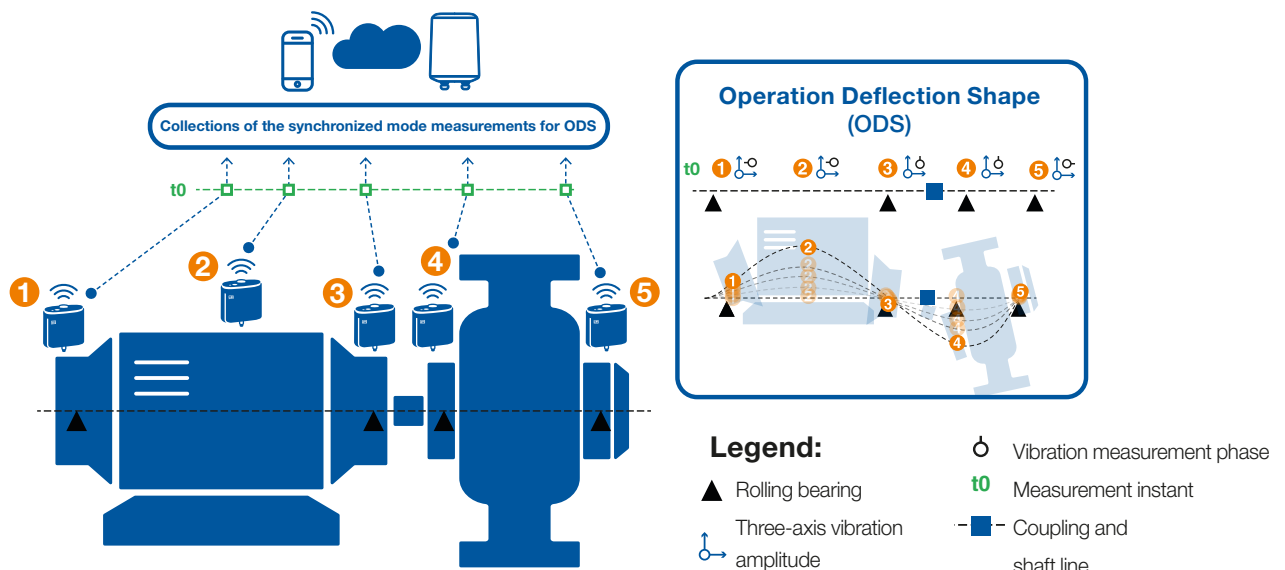 Collections of the synchronized mode measurements for ODS
t0
1
2
3
4
5
Operation Deflection Shape
(ODS)
t0
1
2
3
4
5
2
1
3
4
5
Legend:
Rolling bearing
Three-axis vibration
amplitude
Vibration measurement phase
t0 Measurement instant
Coupling and
shaft line